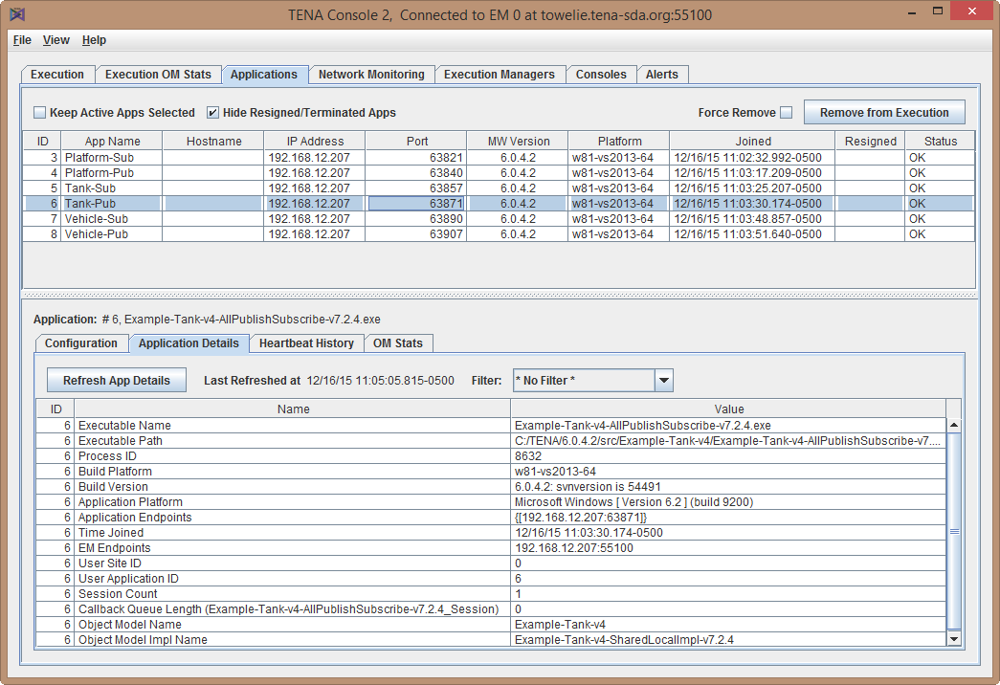 TENA Console 2, Connected to EM 0 at towelie.tena-sda.org:55100
File View Help
Execution Execution OM Stats Applications Network Monitoring Execution Managers Consoles Alerts
Keep Active Apps Selected Hide Resigned/Terminated Apps Force Remove Remove from Execution
ID App Name Hostname IP Address Port MW Version Platform Joined Resigned Status
3 Platform-Sub 192.168.12.207 63821 6.0.4.2 w81-vs2013-64 12/16/15 11:02:32.992-0500 OK
4 Platform-Pub 192.168.12.207 63840 6.0.4.2 w81-vs2013-64 12/16/15 11:03:17.209-0500 OK
5 Tank-Sub 192.168.12.207 63857 6.0.4.2 w81-vs2013-64 12/16/15 11:03:25.207-0500 OK
6 Tank-Pub 192.168.12.207 63871 6.0.4.2 w81-vs2013-64 12/16/15 11:03:30.174-0500 OK
7 Vehicle-Sub 192.168.12.207 63890 6.0.4.2 w81-vs2013-64 12/16/15 11:03:48.857-0500 OK
8 Vehicle-Pub 192.168.12.207 63907 6.0.4.2 w81-vs2013-64 12/16/15 11:03:51.640-0500 OK
Application: # 6, Example-Tank-v4-AllPublishSubscribe-v7.2.4.exe
Configuration Application Details Heartbeat History OM Stats
Refresh App Details Last Refreshed at 12/16/15 11:05:05.815-0500 Filter: * No Filter *
ID Name Value
6 Executable Name Example-Tank-v4-AllPublishSubscribe-v7.2.4.exe
6 Executable Path C:/TENA/6.0.4.2/src/Example-Tank-v4/Example-Tank-v4-AllPublishSubscribe-v7....
6 Process ID 8632
6 Build Platform w81-vs2013-64
6 Build Version 6.0.4.2: svnversion is 54491
6 Application Platform Microsoft Windows [ Version 6.2 ] (build 9200)
6 Application Endpoints {[192.168.12.207:63871]}
6 Time Joined 12/16/15 11:03:30.174-0500
6 EM Endpoints 192.168.12.207:55100
6 User Site ID 0
6 User Application ID 6
6 Session Count 1
6 Callback Queue Length (Example-Tank-v4-AllPublishSubscribe-v7.2.4_Session) 0
6 Object Model Name Example-Tank-v4
6 Object Model Impl Name Example-Tank-v4-SharedLocalImpl-v7.2.4